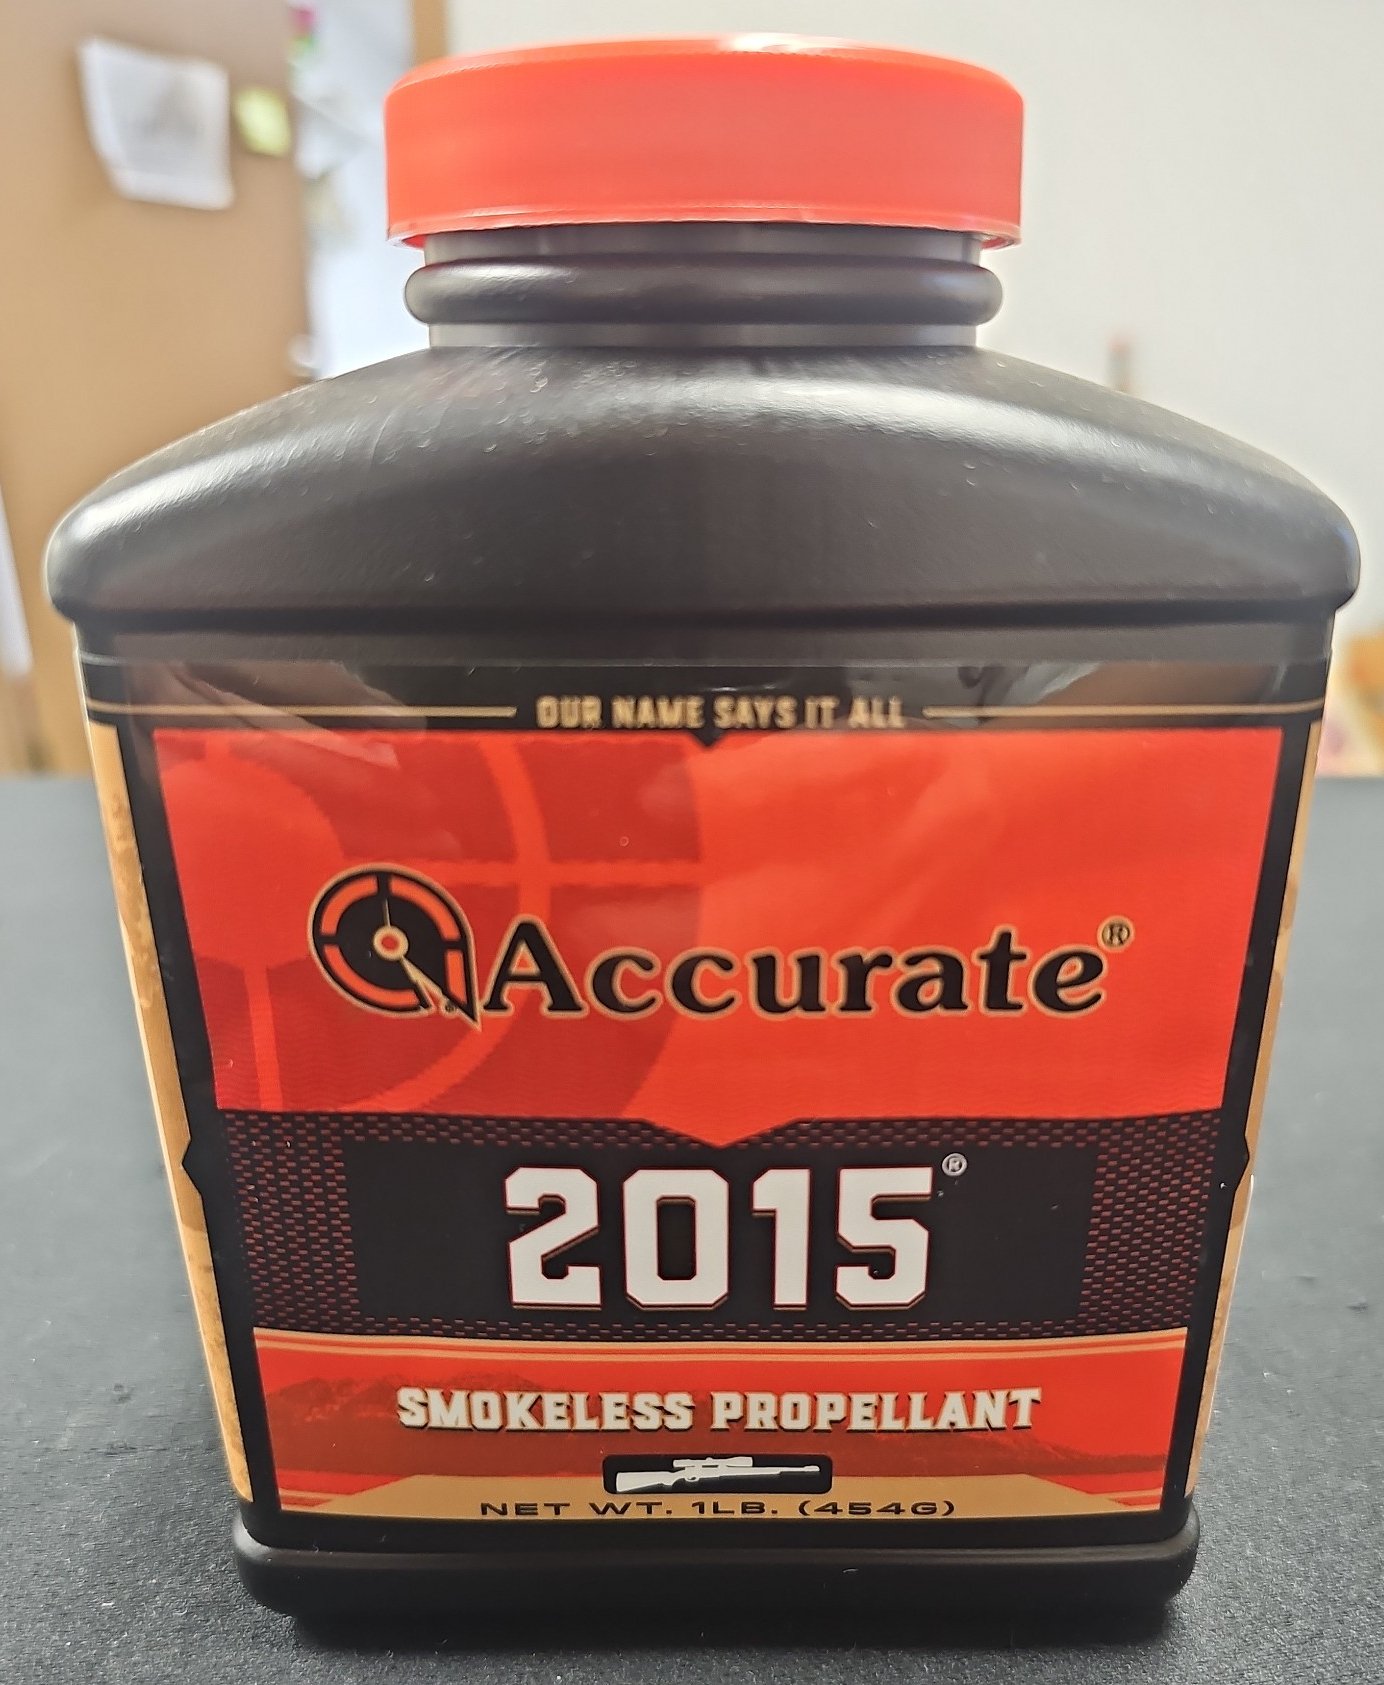 OUR NAME SAYS IT ALL
Accurate®
2015®
SMOKELESS PROPELLANT
NET WT. 1LB. (454G)